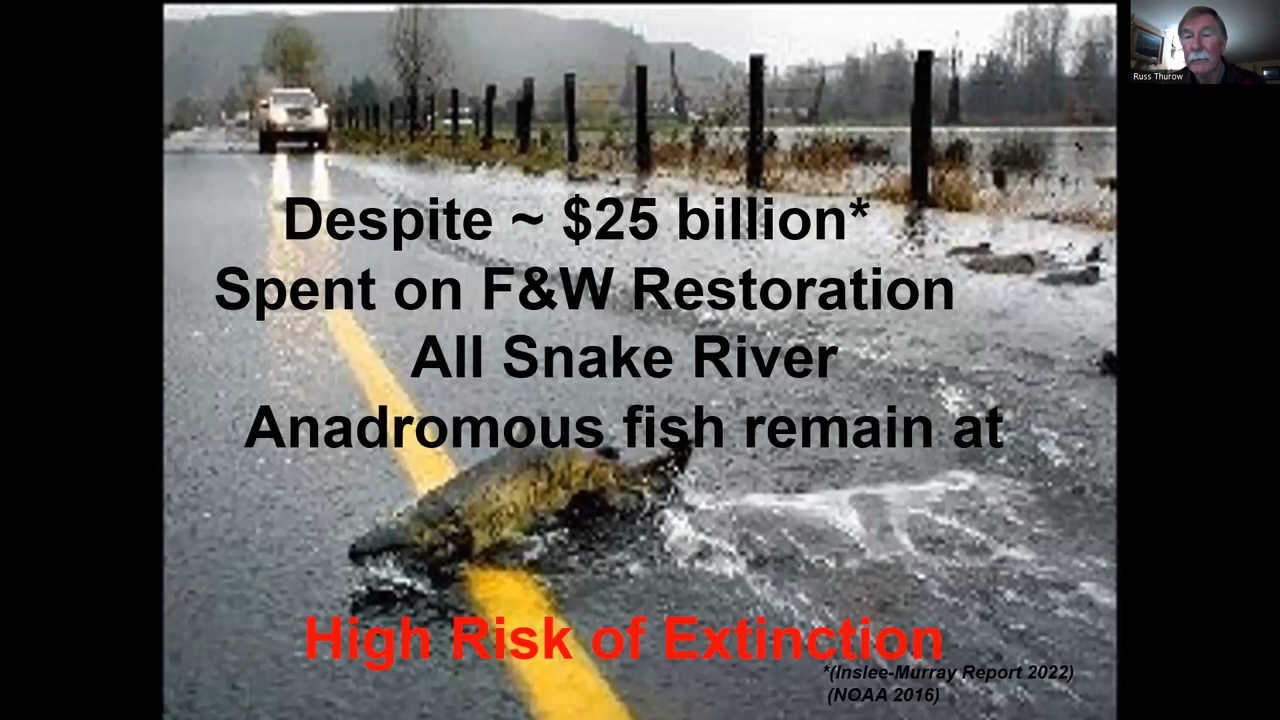 Russ Thurow
Despite ~ $25 billion*
Spent on F&W Restoration
All Snake River
Anadromous fish remain at
High Risk of Extinction
*(Inslee-Murray Report 2022)
(NOAA 2016)